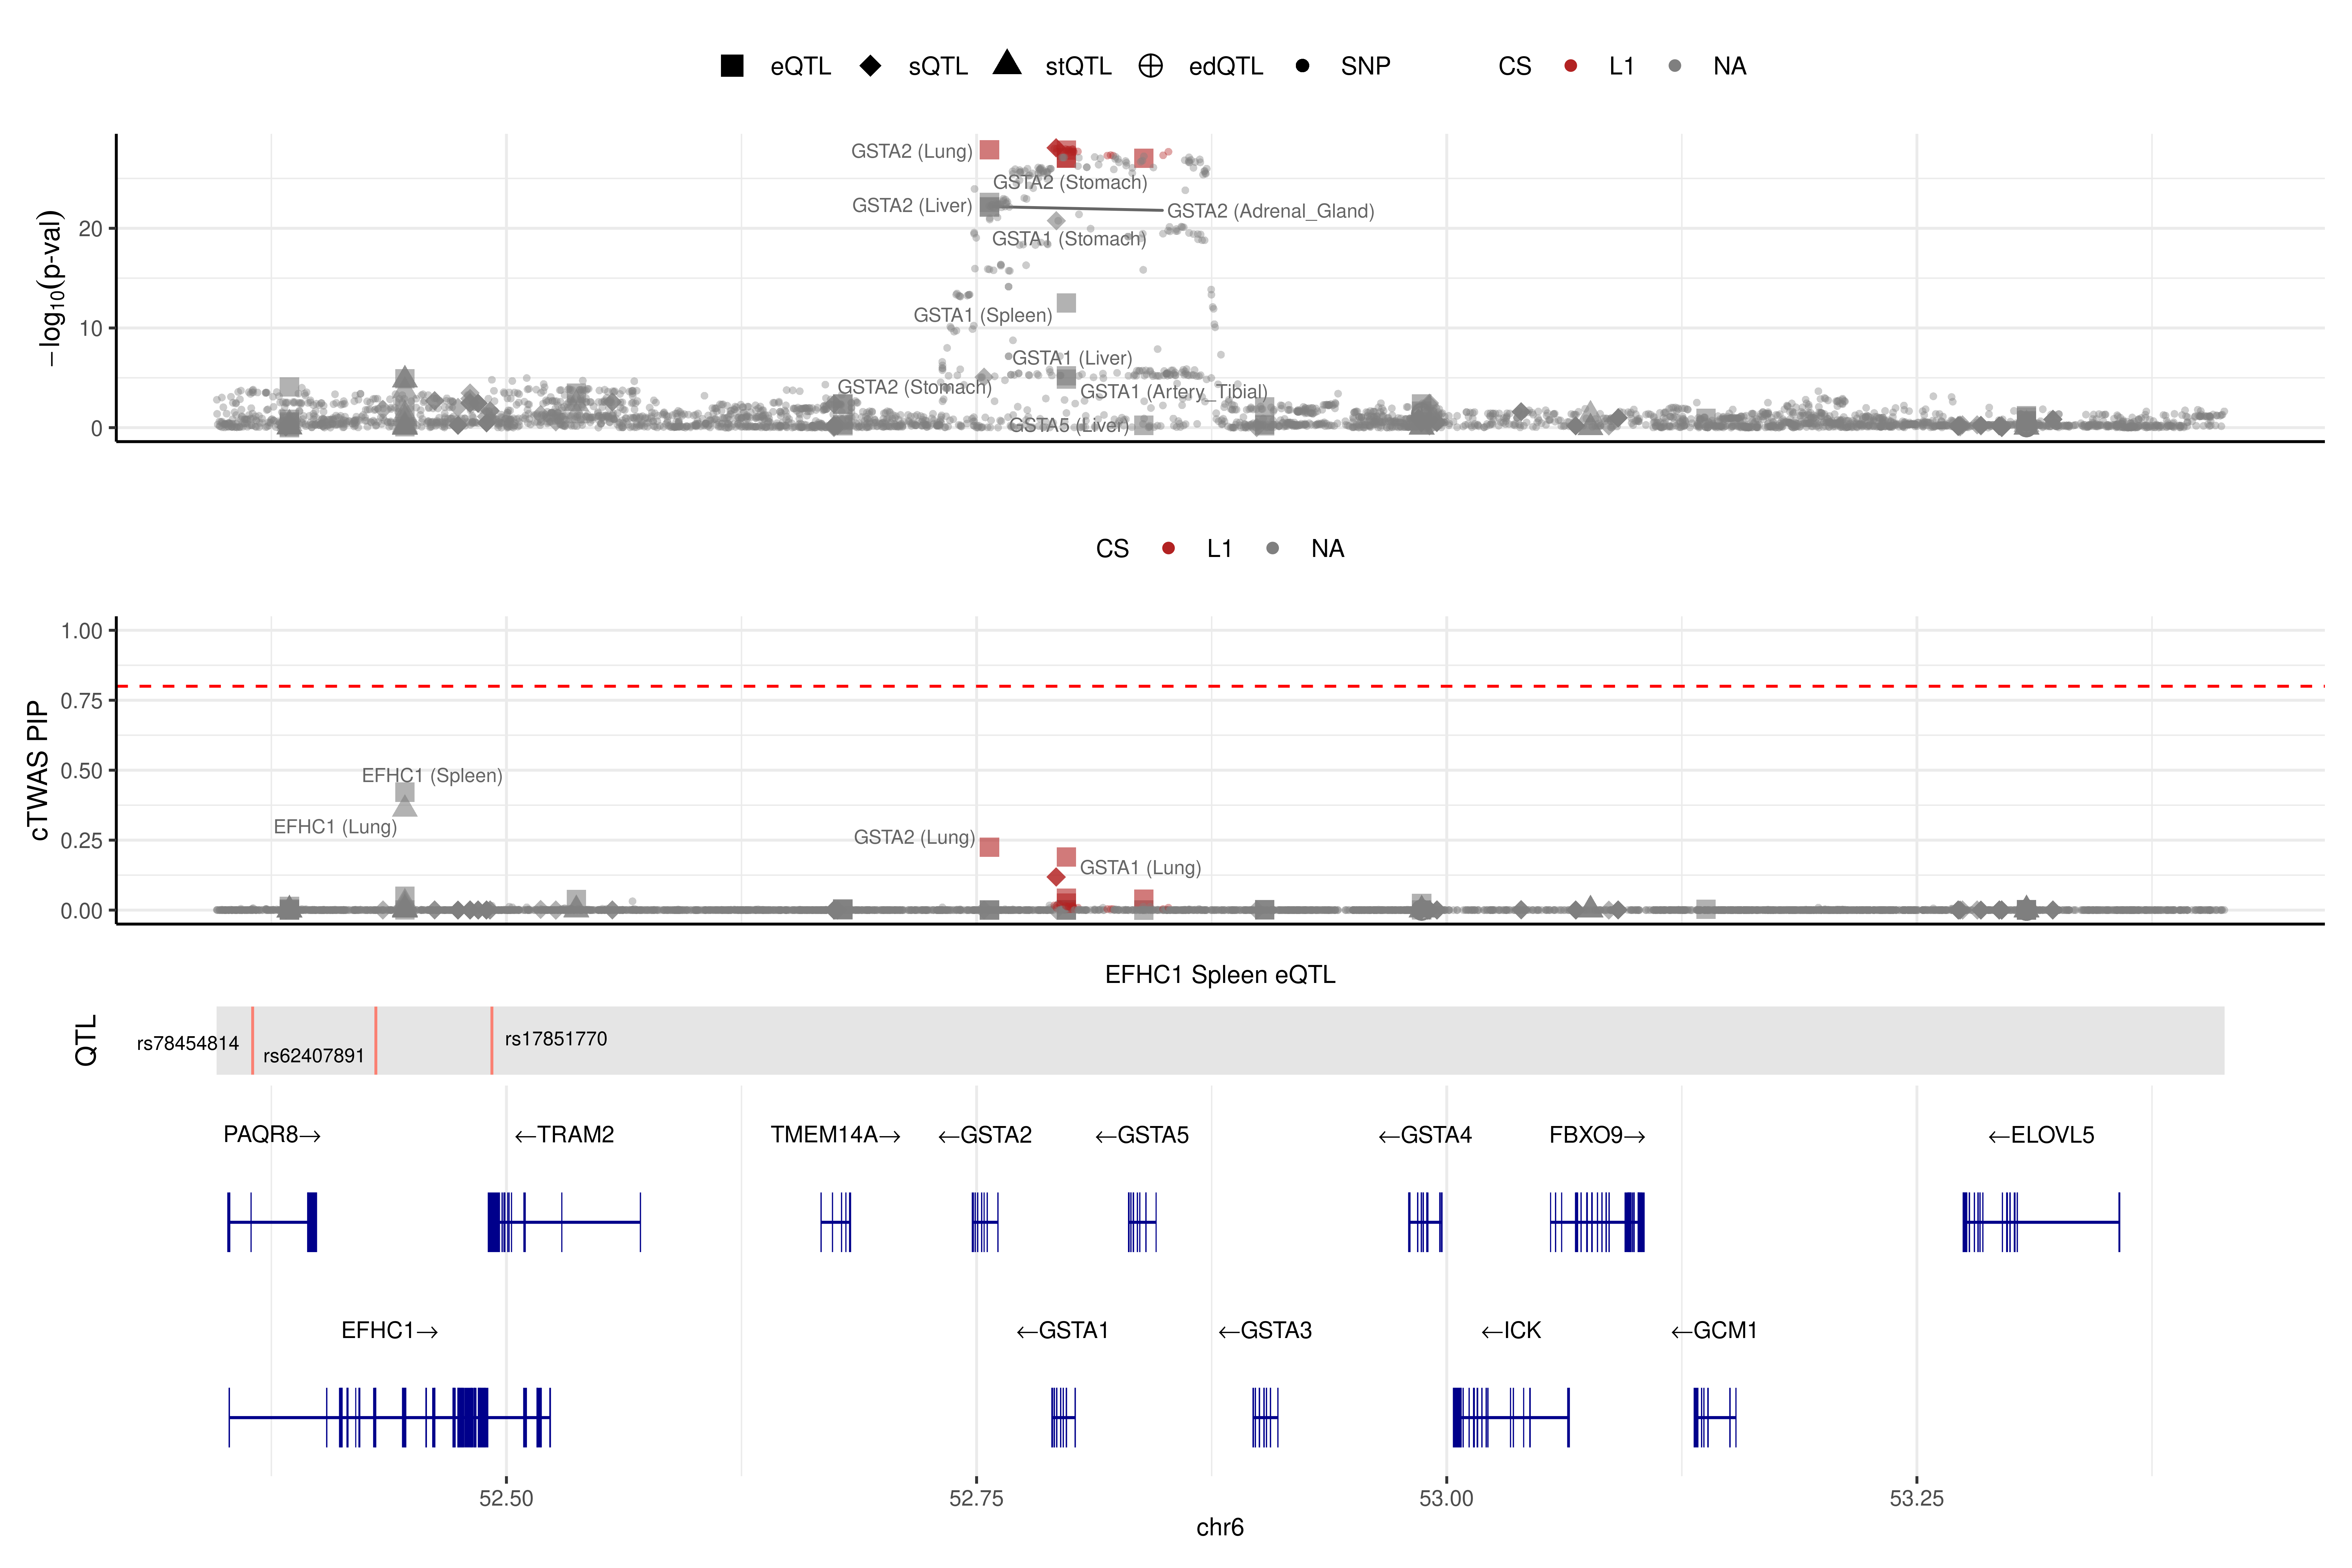 eQTL sQTL stQTL edQTL SNP CS L1 NA
−log10(p-val)
20
10
0
GSTA2 (Lung)
GSTA2 (Stomach)
GSTA2 (Liver)
GSTA2 (Adrenal_Gland)
GSTA1 (Stomach)
GSTA1 (Spleen)
GSTA1 (Liver)
GSTA2 (Stomach)
GSTA1 (Artery_Tibial)
GSTA5 (Liver)
CS L1 NA
cTWAS PIP
1.00
0.75
0.50
0.25
0.00
EFHC1 (Spleen)
EFHC1 (Lung)
GSTA2 (Lung)
GSTA1 (Lung)
EFHC1 Spleen eQTL
QTL
rs78454814
rs62407891
rs17851770
PAQR8→ ←TRAM2 TMEM14A→ ←GSTA2 ←GSTA5 ←GSTA4 FBXO9→ ←ELOVL5
EFHC1→ ←GSTA1 ←GSTA3 ←ICK ←GCM1
52.50 52.75 53.00 53.25
chr6